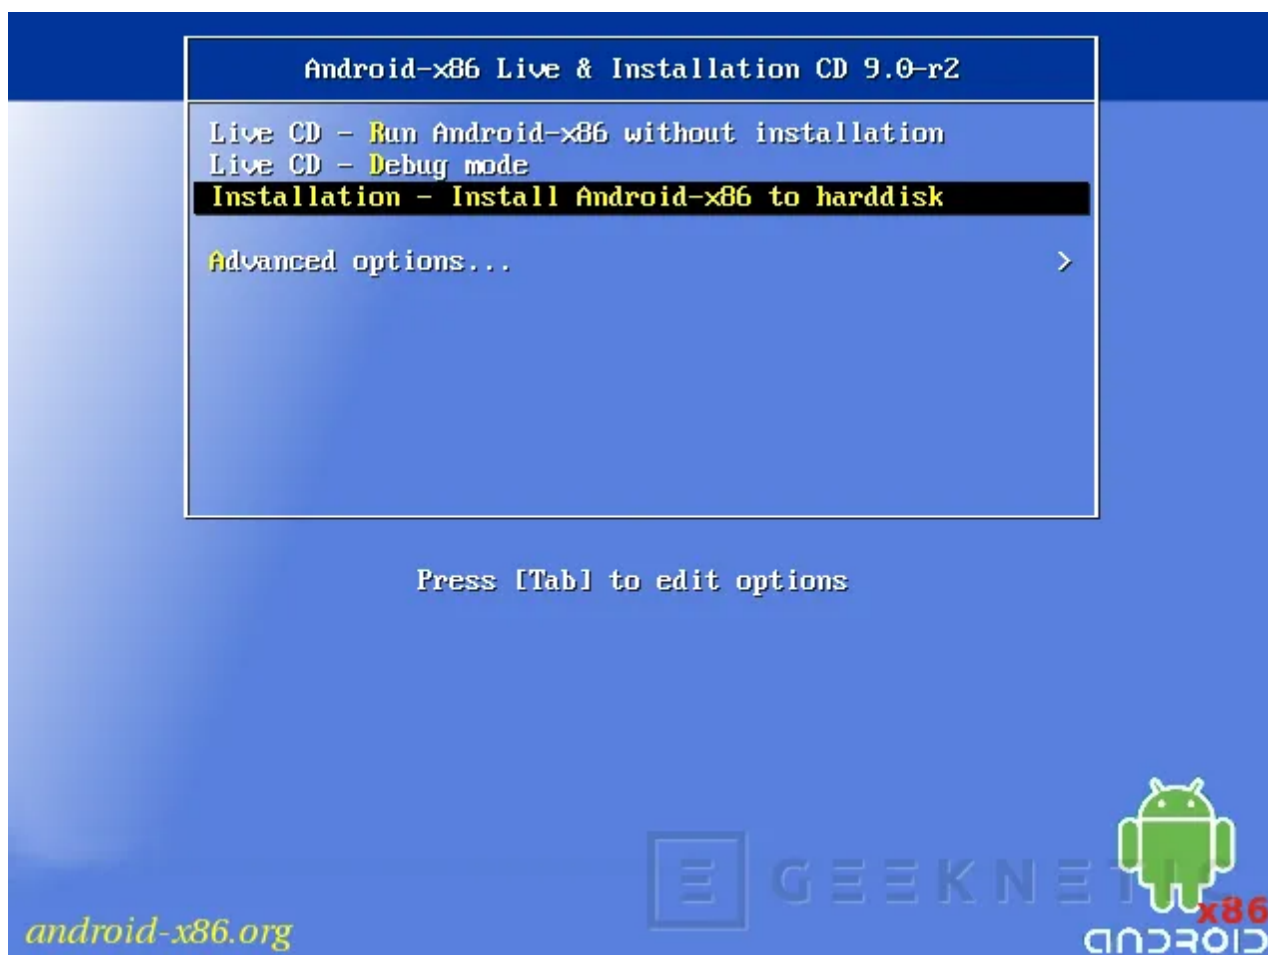 Android-x86 Live & Installation CD 9.0-r2
Live CD - Run Android-x86 without installation
Live CD - Debug mode
Installation - Install Android-x86 to harddisk
Advanced options... >
Press [Tab] to edit options
GEEKNETIC
x86
android-x86.org
ANDROID